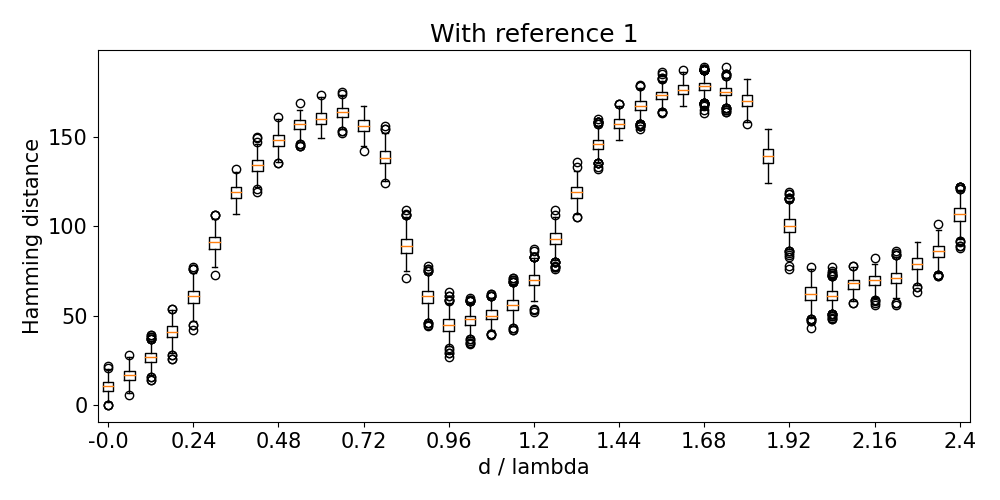 With reference 1
Hamming distance
150
100
50
0
-0.0 0.24 0.48 0.72 0.96 1.2 1.44 1.68 1.92 2.16 2.4
d / lambda